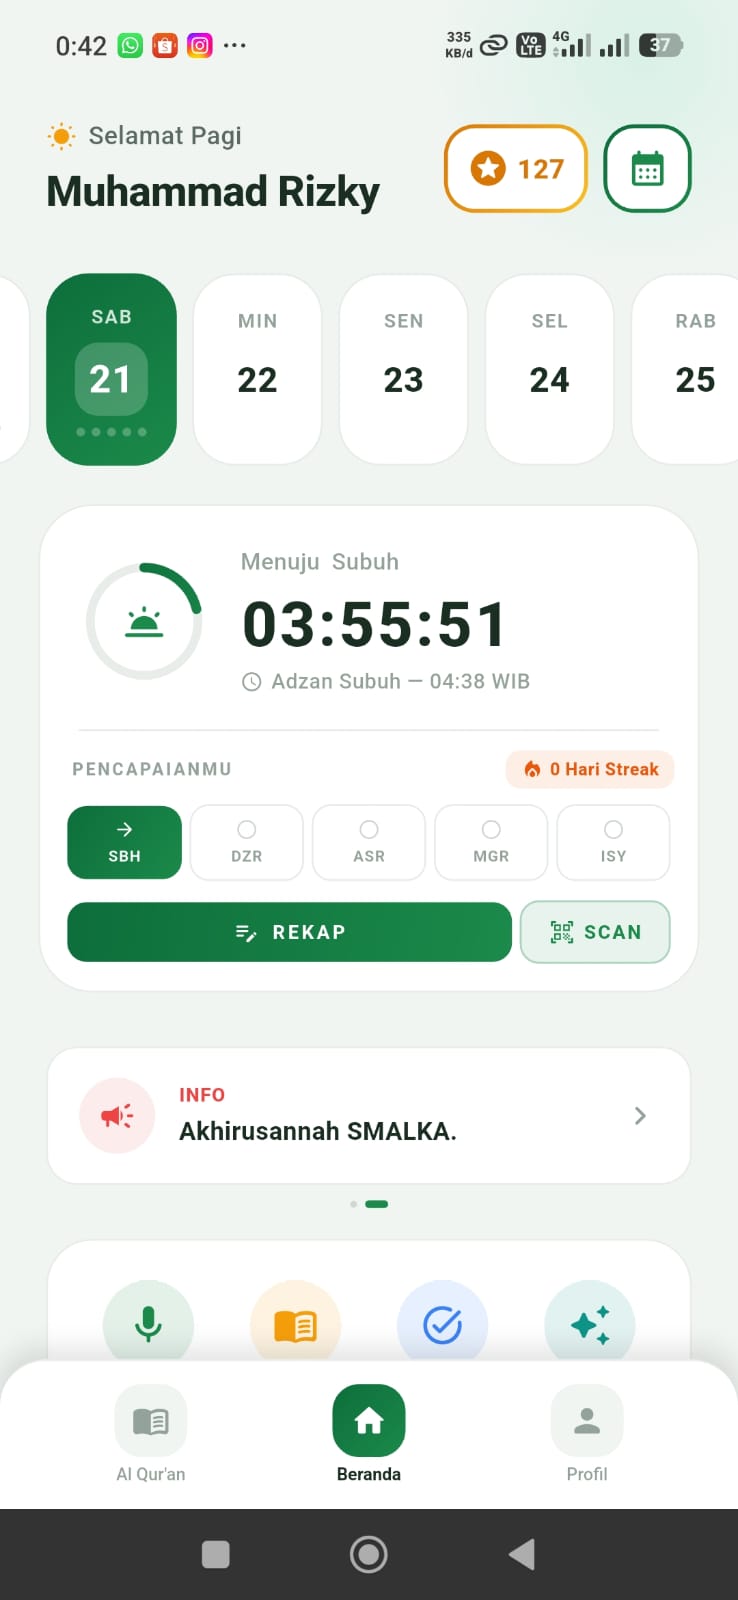 0:42
335 KB/d
Vo LTE
4G
37
Selamat Pagi
Muhammad Rizky
127
SAB MIN SEN SEL RAB
21 22 23 24 25
Menuju Subuh
03:55:51
Adzan Subuh — 04:38 WIB
PENCAPAIANMU
0 Hari Streak
SBH DZR ASR MGR ISY
REKAP
SCAN
INFO
Akhirusannah SMALKA.
Al Qur'an
Beranda
Profil